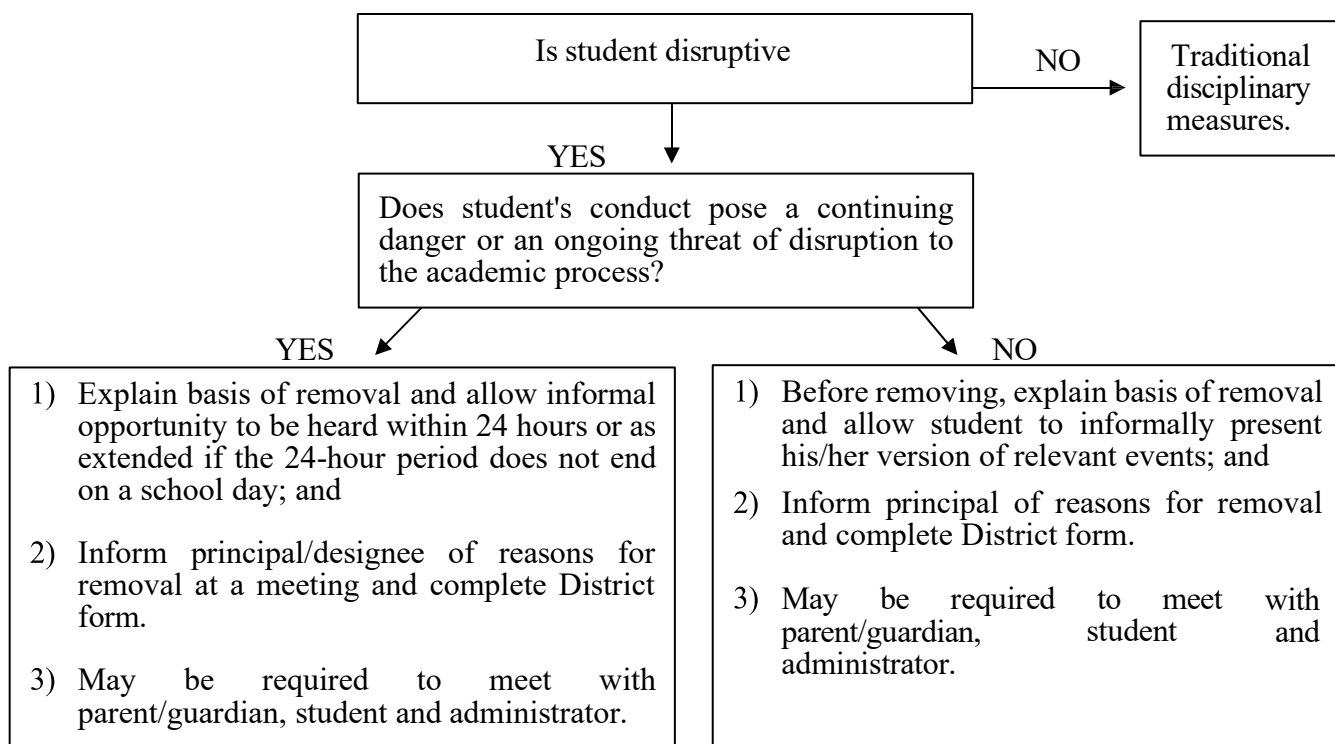 Is student disruptive
NO
Traditional
disciplinary
measures.
YES
Does student's conduct pose a continuing
danger or an ongoing threat of disruption to
the academic process?
YES
NO
1) Explain basis of removal and allow informal
opportunity to be heard within 24 hours or as
extended if the 24-hour period does not end
on a school day; and
2) Inform principal/designee of reasons for
removal at a meeting and complete District
form.
3) May be required to meet with
parent/guardian, student and administrator.
1) Before removing, explain basis of removal
and allow student to informally present
his/her version of relevant events; and
2) Inform principal of reasons for removal
and complete District form.
3) May be required to meet with
parent/guardian, student and
administrator.